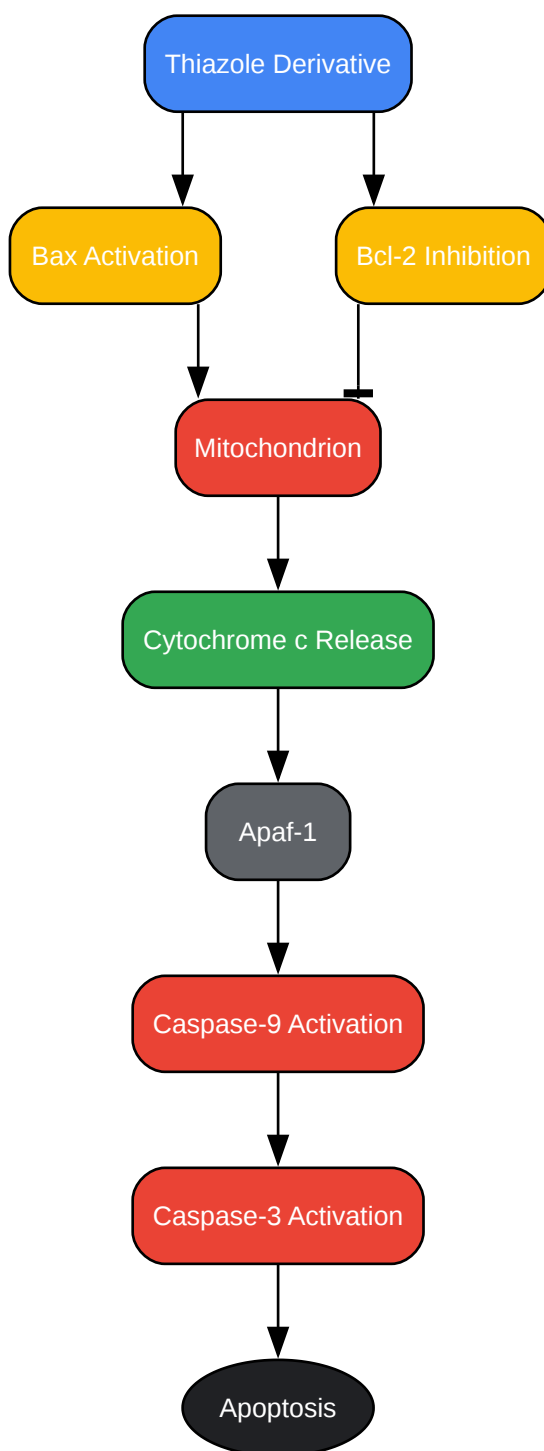 Thiazole Derivative
Bax Activation
Bcl-2 Inhibition
Mitochondrion
Cytochrome c Release
Apaf-1
Caspase-9 Activation
Caspase-3 Activation
Apoptosis